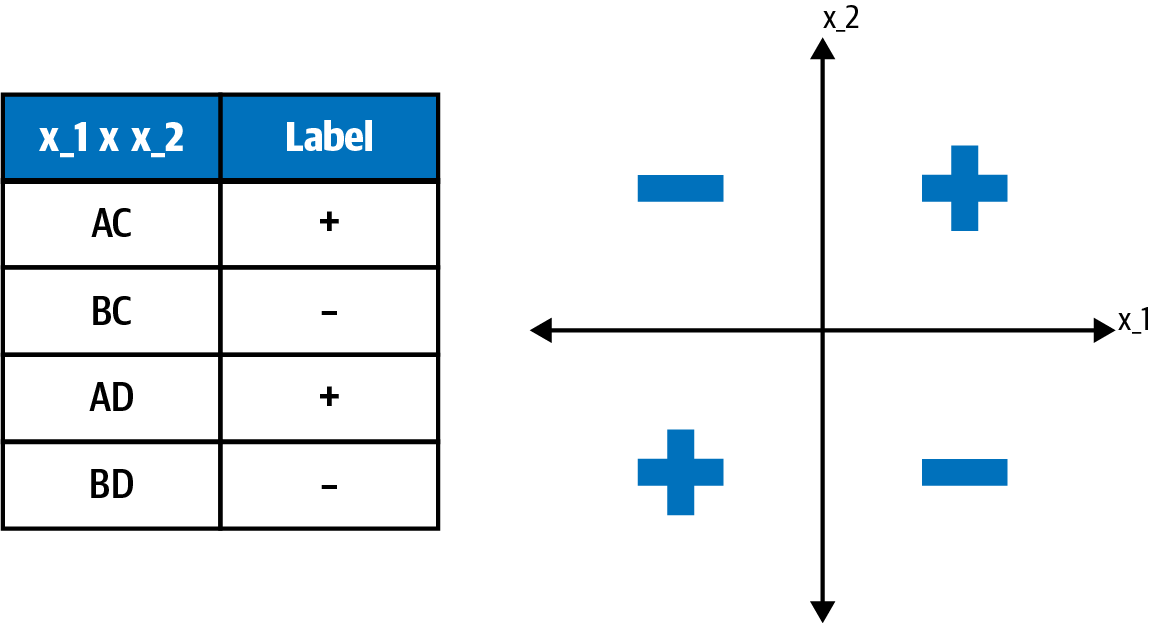 x_2
x_1 x x_2 Label
AC +
BC –
AD +
BD –
x_1
– +
+ –